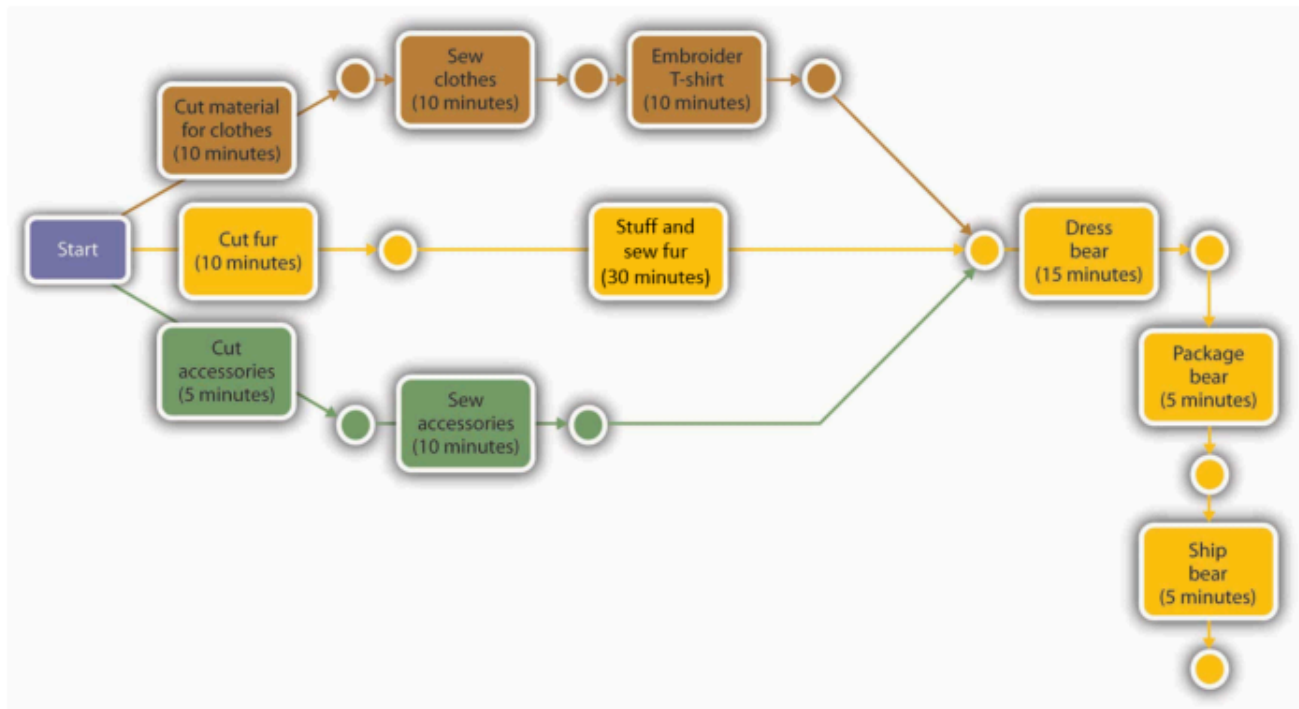 Sew
clothes
(10 minutes)
Embroider
T-shirt
(10 minutes)
Cut material
for clothes
(10 minutes)
Start
Cut fur
(10 minutes)
Stuff and
sew fur
(30 minutes)
Dress
bear
(15 minutes)
Cut
accessories
(5 minutes)
Sew
accessories
(10 minutes)
Package
bear
(5 minutes)
Ship
bear
(5 minutes)